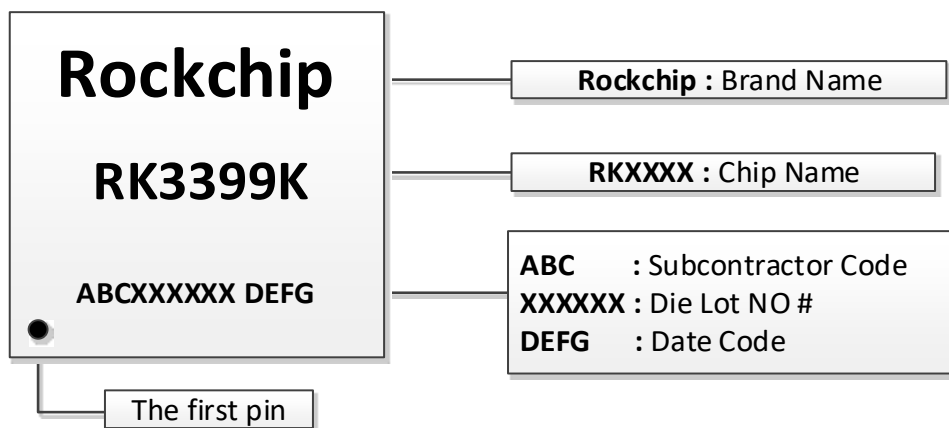 Rockchip
Rockchip : Brand Name
RK3399K
RKXXXX : Chip Name
ABCXXXXXX DEFG
ABC : Subcontractor Code
XXXXXX : Die Lot NO #
DEFG : Date Code
The first pin